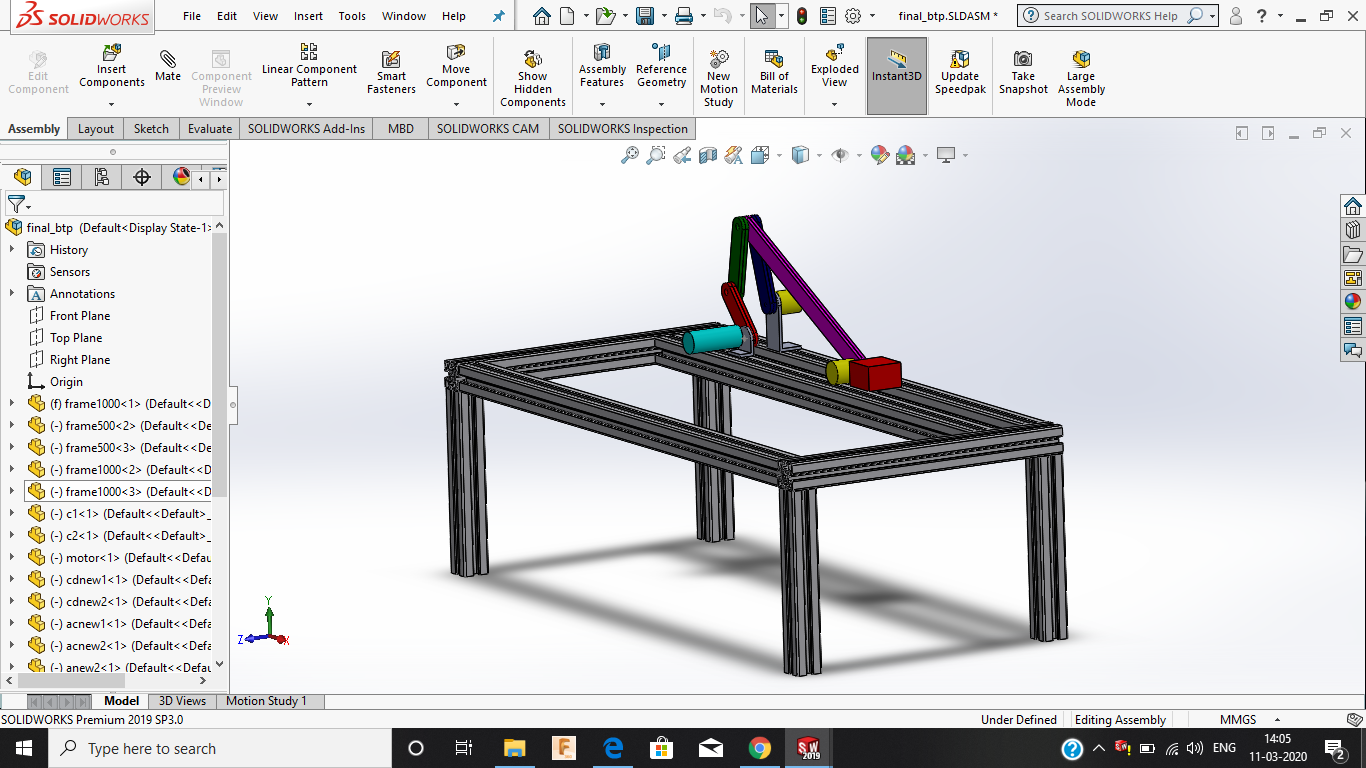 SOLIDWORKS
File Edit View Insert Tools Window Help
final_btp.SLDASM *
Search SOLIDWORKS Help
?
Edit Component
Insert Components
Mate
Component Preview Window
Linear Component Pattern
Smart Fasteners
Move Component
Show Hidden Components
Assembly Features
Reference Geometry
New Motion Study
Bill of Materials
Exploded View
Instant3D
Update Speedpak
Take Snapshot
Large Assembly Mode
Assembly Layout Sketch Evaluate SOLIDWORKS Add-Ins MBD SOLIDWORKS CAM SOLIDWORKS Inspection
final_btp (Default<Display State-1>
History
Sensors
Annotations
Front Plane
Top Plane
Right Plane
Origin
(f) frame1000<1> (Default<<D
(-) frame500<2> (Default<<De
(-) frame500<3> (Default<<De
(-) frame1000<2> (Default<<D
(-) frame1000<3> (Default<<D
(-) c1<1> (Default<<Default>_
(-) c2<1> (Default<<Default>_
(-) motor<1> (Default<<Defau
(-) cdnew1<1> (Default<<Defa
(-) cdnew2<1> (Default<<Defa
(-) acnew1<1> (Default<<Defa
(-) acnew2<1> (Default<<Defa
(-) anew2<1> (Default<<Defau
Y
Z
X
Model 3D Views Motion Study 1
SOLIDWORKS Premium 2019 SP3.0
Under Defined Editing Assembly MMGS
Type here to search
SW
2019
?
ENG
14:05
11-03-2020
2